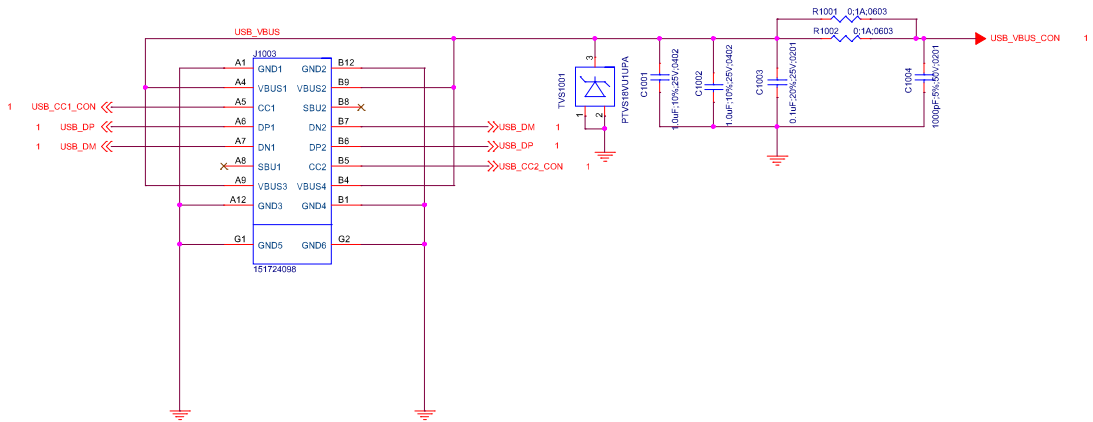 R1001 0;1A;0603
USB_VBUS
R1002 0;1A;0603
USB_VBUS_CON 1
J1003
A1 GND1 GND2 B12
A4 VBUS1 VBUS2 B9
1 USB_CC1_CON A5 CC1 SBU2 B8
1 USB_DP A6 DP1 DN2 B7 USB_DM 1
1 USB_DM A7 DN1 DP2 B6 USB_DP 1
A8 SBU1 CC2 B5 USB_CC2_CON 1
A9 VBUS3 VBUS4 B4
A12 GND3 GND4 B1
G1 GND5 GND6 G2
151724098
TVS1001
3
1
2
PTVS18VU1UPA
C1001
1.0uF;10%;25V;0402
C1002
1.0uF;10%;25V;0402
C1003
0.1uF;20%;25V;0201
C1004
1000pF;5%;50V;0201